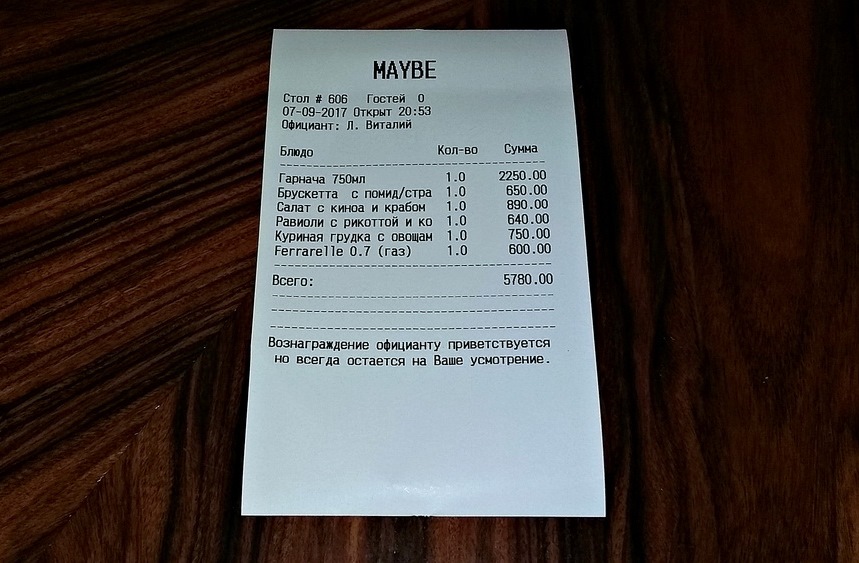 MAYBE
Стол # 606 Гостей 0
07-09-2017 Открыт 20:53
Официант: Л. Виталий
Блюдо Кол-во Сумма
Гарнача 750мл 1.0 2250.00
Брускетта с помид/стра 1.0 650.00
Салат с киноа и крабом 1.0 890.00
Равиоли с рикоттой и ко 1.0 640.00
Куриная грудка с овощам 1.0 750.00
Ferrarelle 0.7 (газ) 1.0 600.00
Всего: 5780.00
Вознаграждение официанту приветствуется
но всегда остается на Ваше усмотрение.